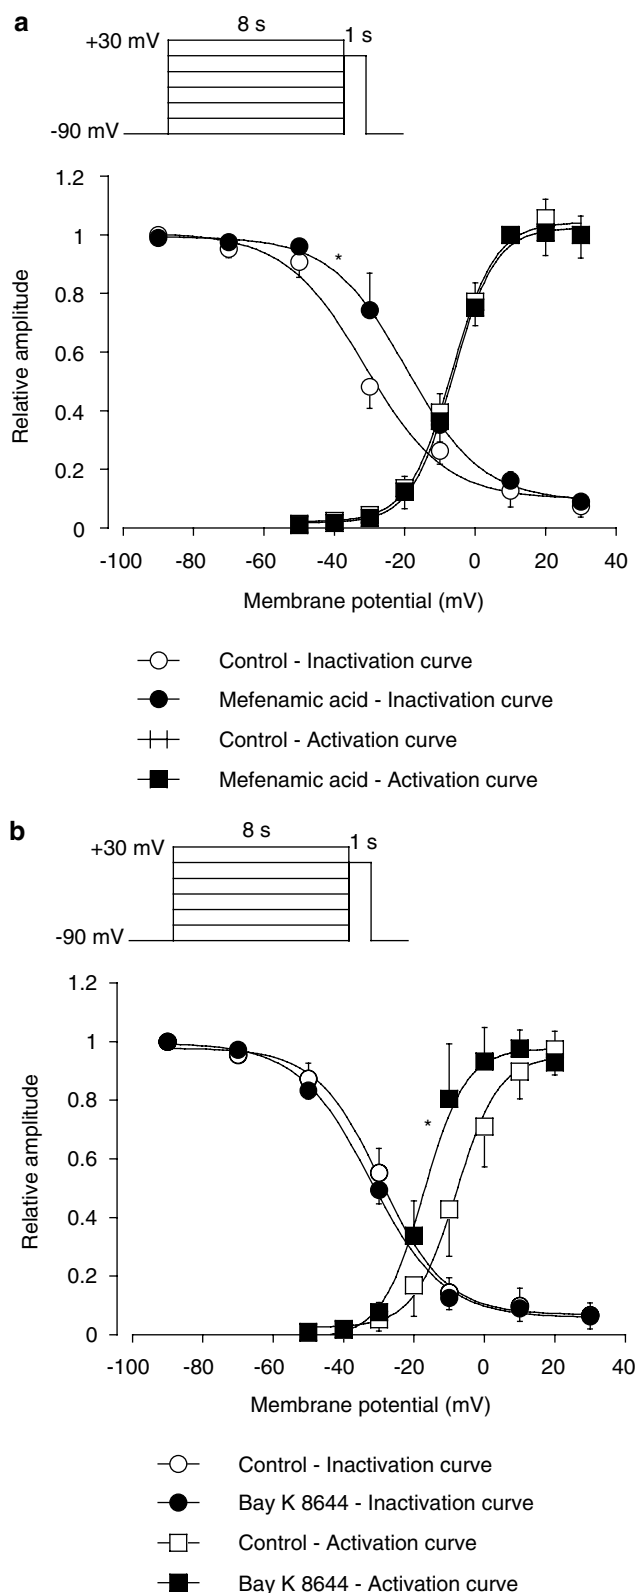 a
8 s
1 s
+30 mV
-90 mV
1.2
1
0.8
0.6
0.4
0.2
0
Relative amplitude
*
-100 -80 -60 -40 -20 0 20 40
Membrane potential (mV)
Control - Inactivation curve
Mefenamic acid - Inactivation curve
Control - Activation curve
Mefenamic acid - Activation curve
b
8 s
1 s
+30 mV
-90 mV
1.2
1
0.8
0.6
0.4
0.2
0
Relative amplitude
*
-100 -80 -60 -40 -20 0 20 40
Membrane potential (mV)
Control - Inactivation curve
Bay K 8644 - Inactivation curve
Control - Activation curve
Bay K 8644 - Activation curve